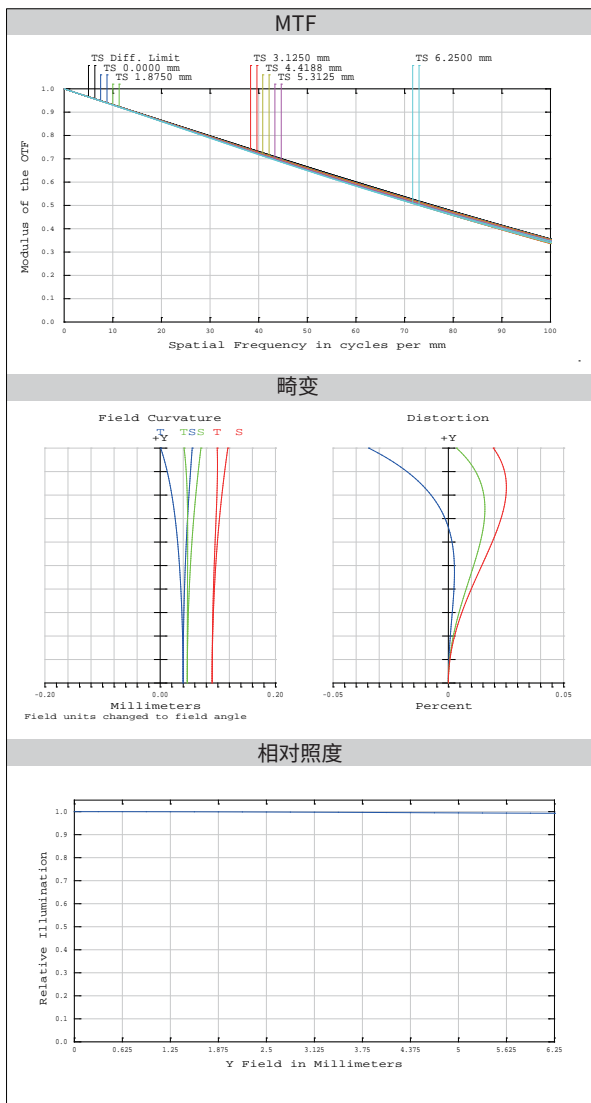 MTF
TS Diff. Limit
TS 0.0000 mm
TS 1.8750 mm
TS 3.1250 mm
TS 4.4188 mm
TS 5.3125 mm
TS 6.2500 mm
Modulus of the OTF
1.0
0.9
0.8
0.7
0.6
0.5
0.4
0.3
0.2
0.1
0.0
0 10 20 30 40 50 60 70 80 90 100
Spatial Frequency in cycles per mm
畸变
Field Curvature
T T S S T S
+Y
-0.20 0.00 0.20
Millimeters
Field units changed to field angle
Distortion
+Y
-0.05 0 0.05
Percent
相对照度
Relative Illumination
1.0
0.9
0.8
0.7
0.6
0.5
0.4
0.3
0.2
0.1
0.0
0 0.625 1.25 1.875 2.5 3.125 3.75 4.375 5 5.625 6.25
Y Field in Millimeters